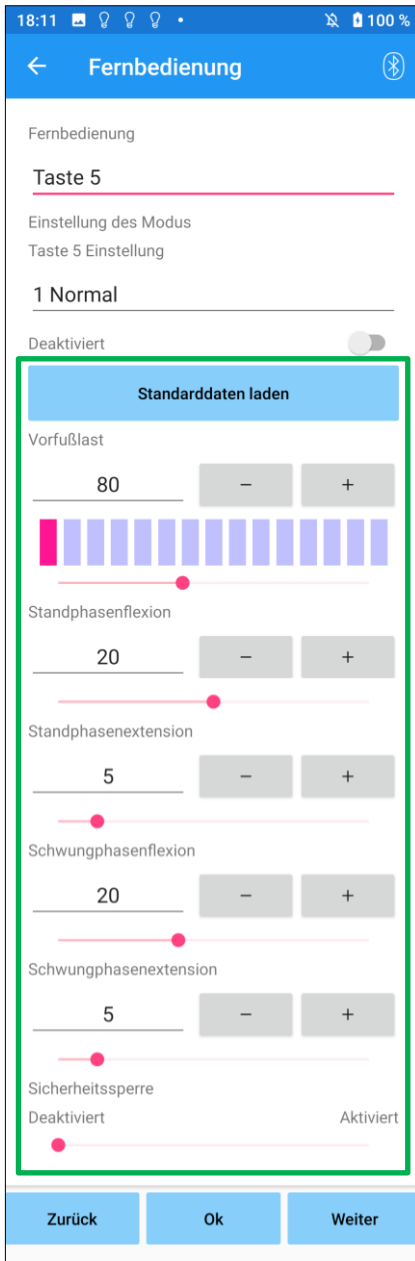 18:11 100 %
← Fernbedienung
Fernbedienung
Taste 5
Einstellung des Modus
Taste 5 Einstellung
1 Normal
Deaktiviert
Standarddaten laden
Vorfußlast
80 − +
Standphasenflexion
20 − +
Standphasenextension
5 − +
Schwungphasenflexion
20 − +
Schwungphasenextension
5 − +
Sicherheitssperre
Deaktiviert Aktiviert
Zurück Ok Weiter